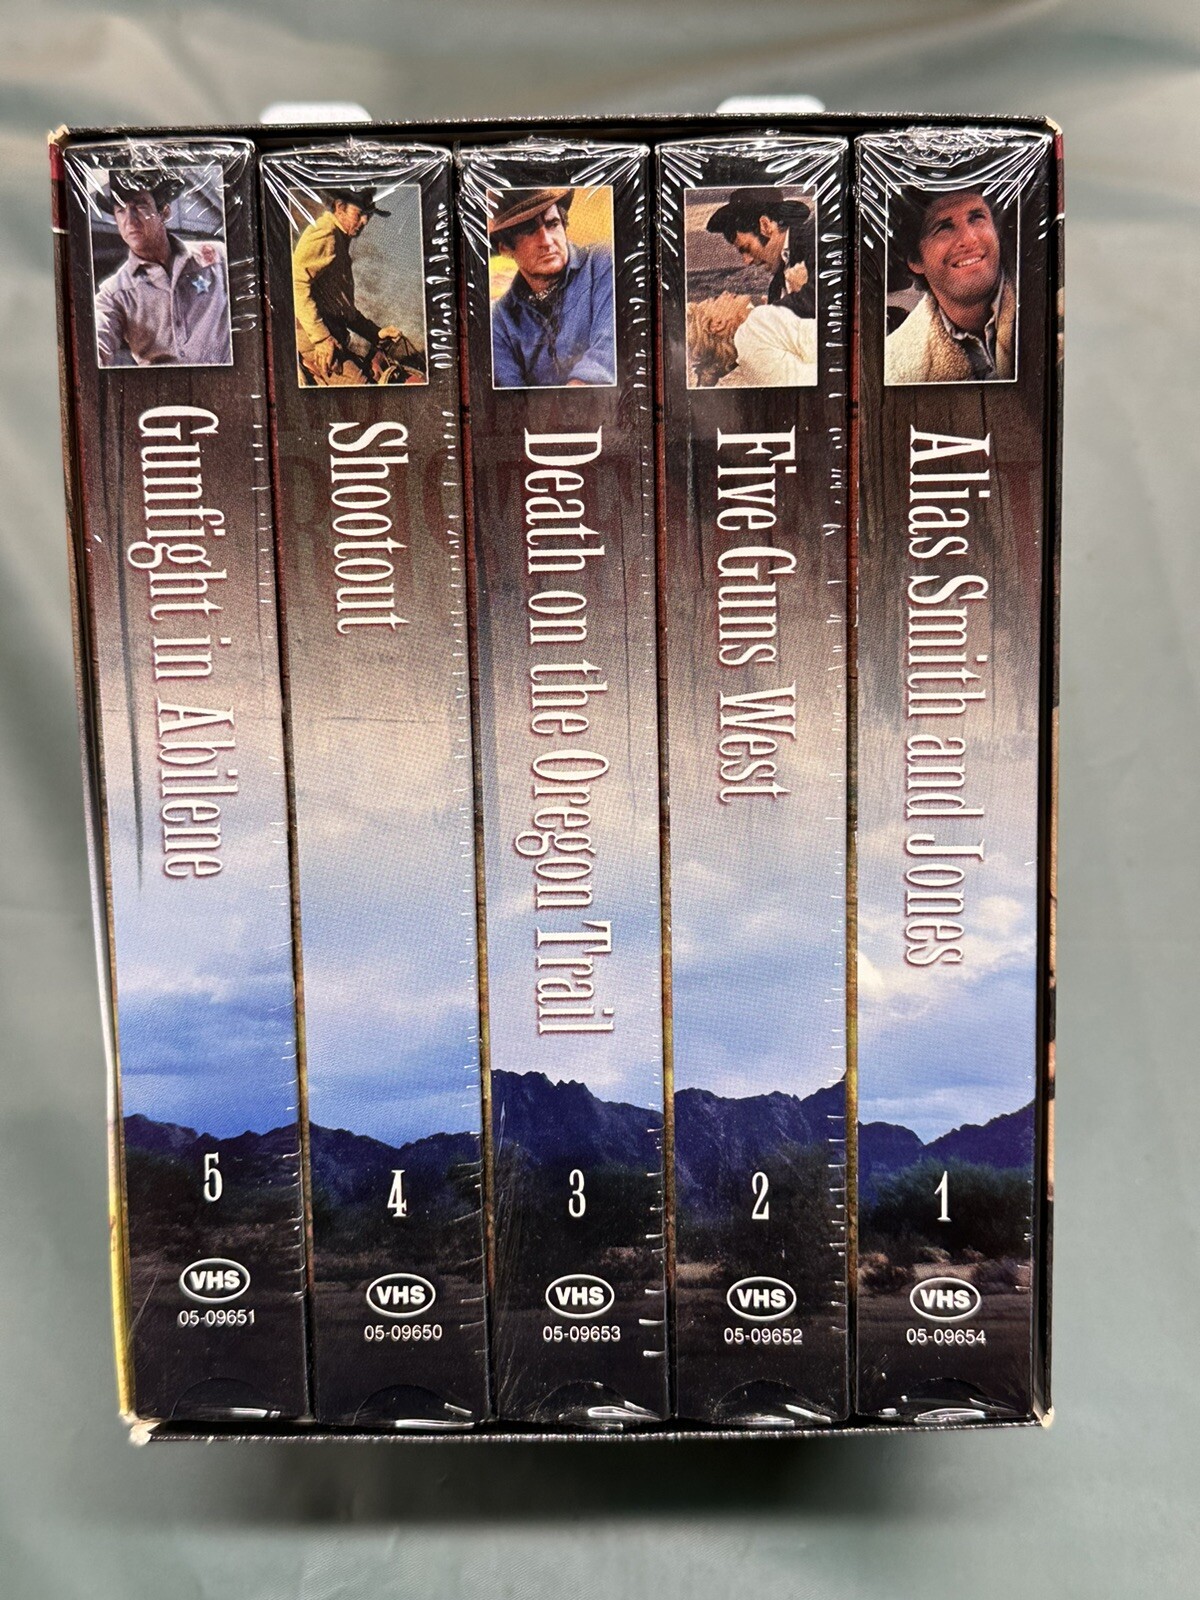 Gunfight in Abilene
5
VHS
05-09651
Shootout
4
VHS
05-09650
Death on the Oregon Trail
3
VHS
05-09653
Five Guns West
2
VHS
05-09652
Alias Smith and Jones
1
VHS
05-09654